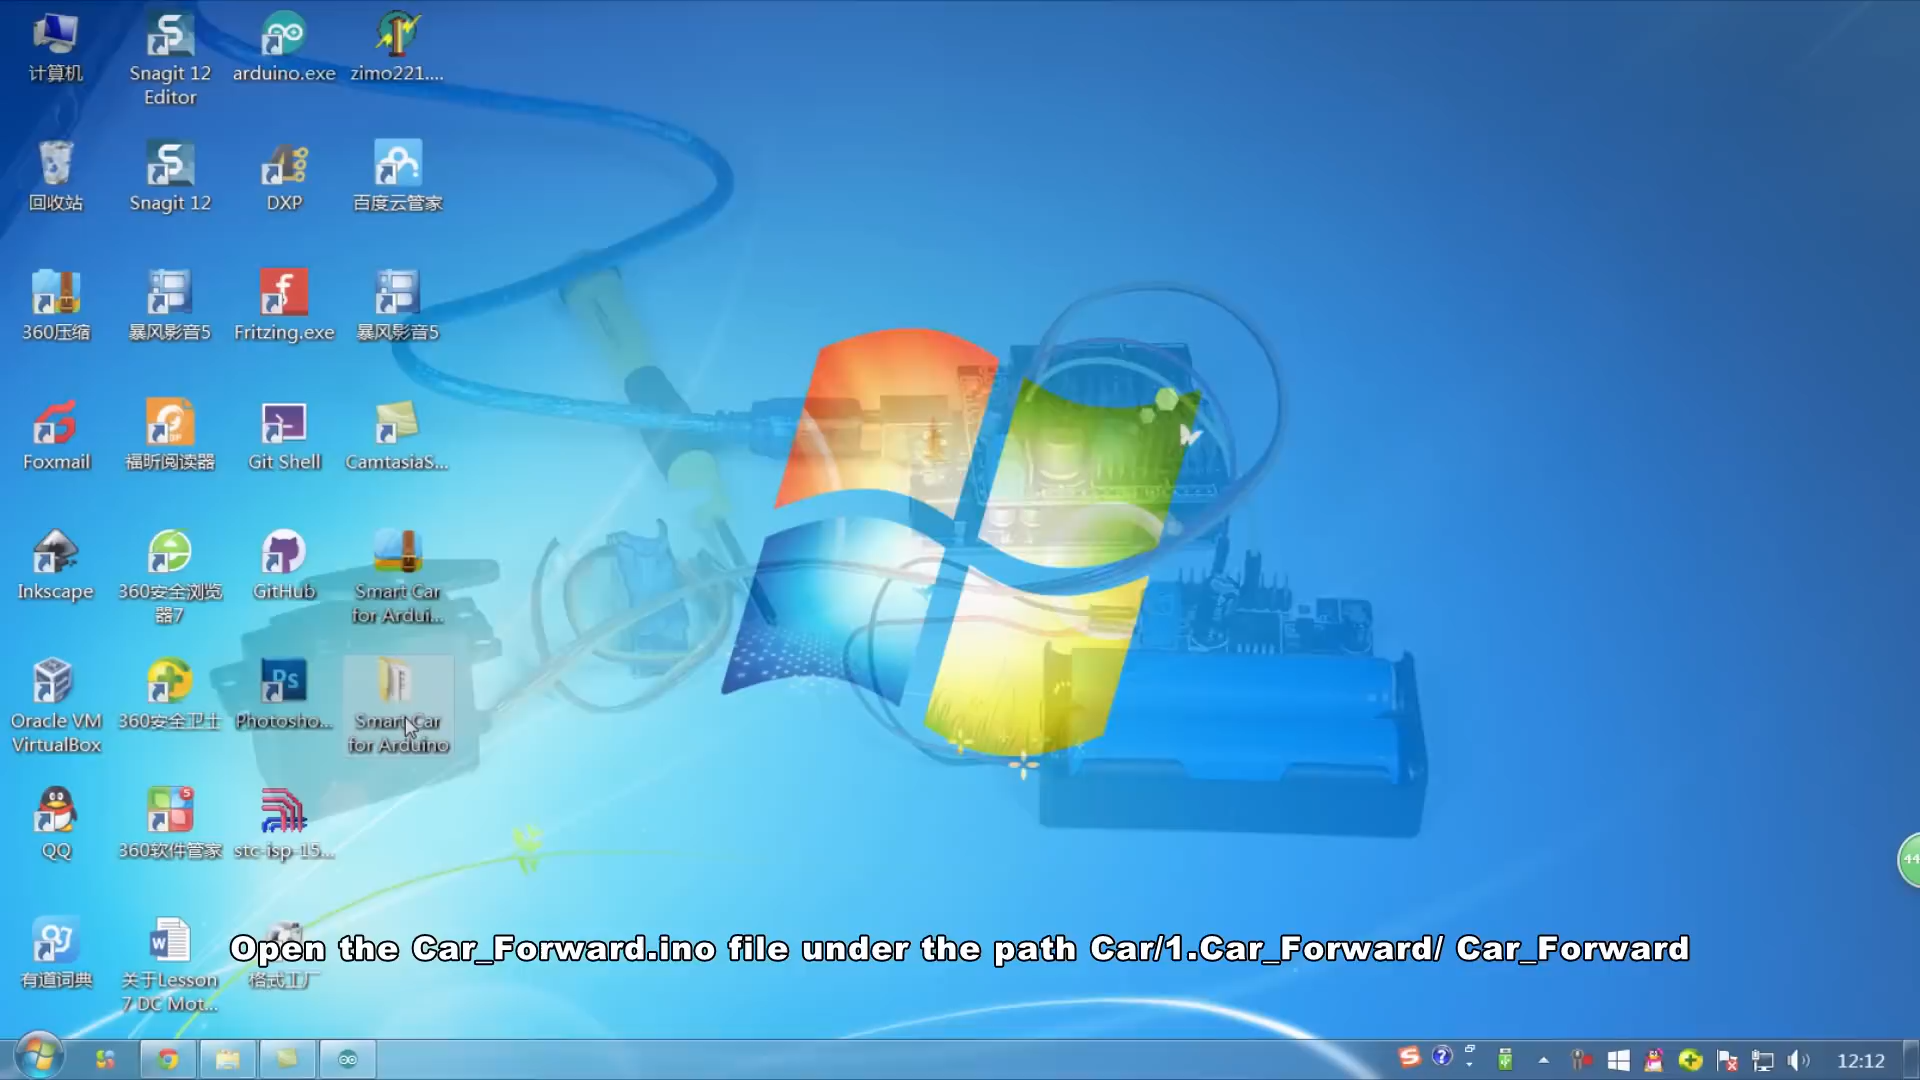 计算机
Snagit 12
Editor
arduino.exe
zimo221....
回收站
Snagit 12
DXP
百度云管家
360压缩
暴风影音5
Fritzing.exe
暴风影音5
Foxmail
福昕阅读器
Git Shell
CamtasiaS...
Inkscape
360安全浏览
器7
GitHub
Smart Car
for Ardui...
Oracle VM
VirtualBox
360安全卫士
Ps
Photosho...
Smart Car
for Arduino
QQ
5
360软件管家
stc-isp-15...
44
有道词典
关于Lesson
7 DC Mot...
格式工厂
Open the Car_Forward.ino file under the path Car/1.Car_Forward/ Car_Forward
12:12